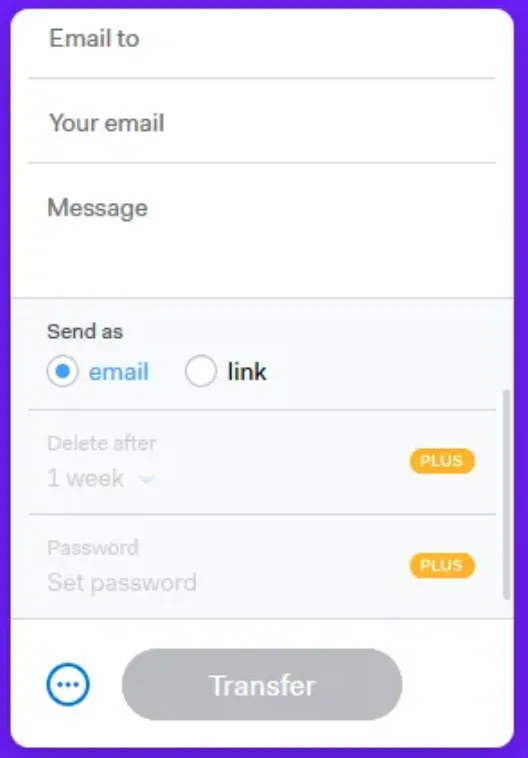 Email to
Your email
Message
Send as
email link
Delete after
1 week
PLUS
Password
Set password
PLUS
Transfer